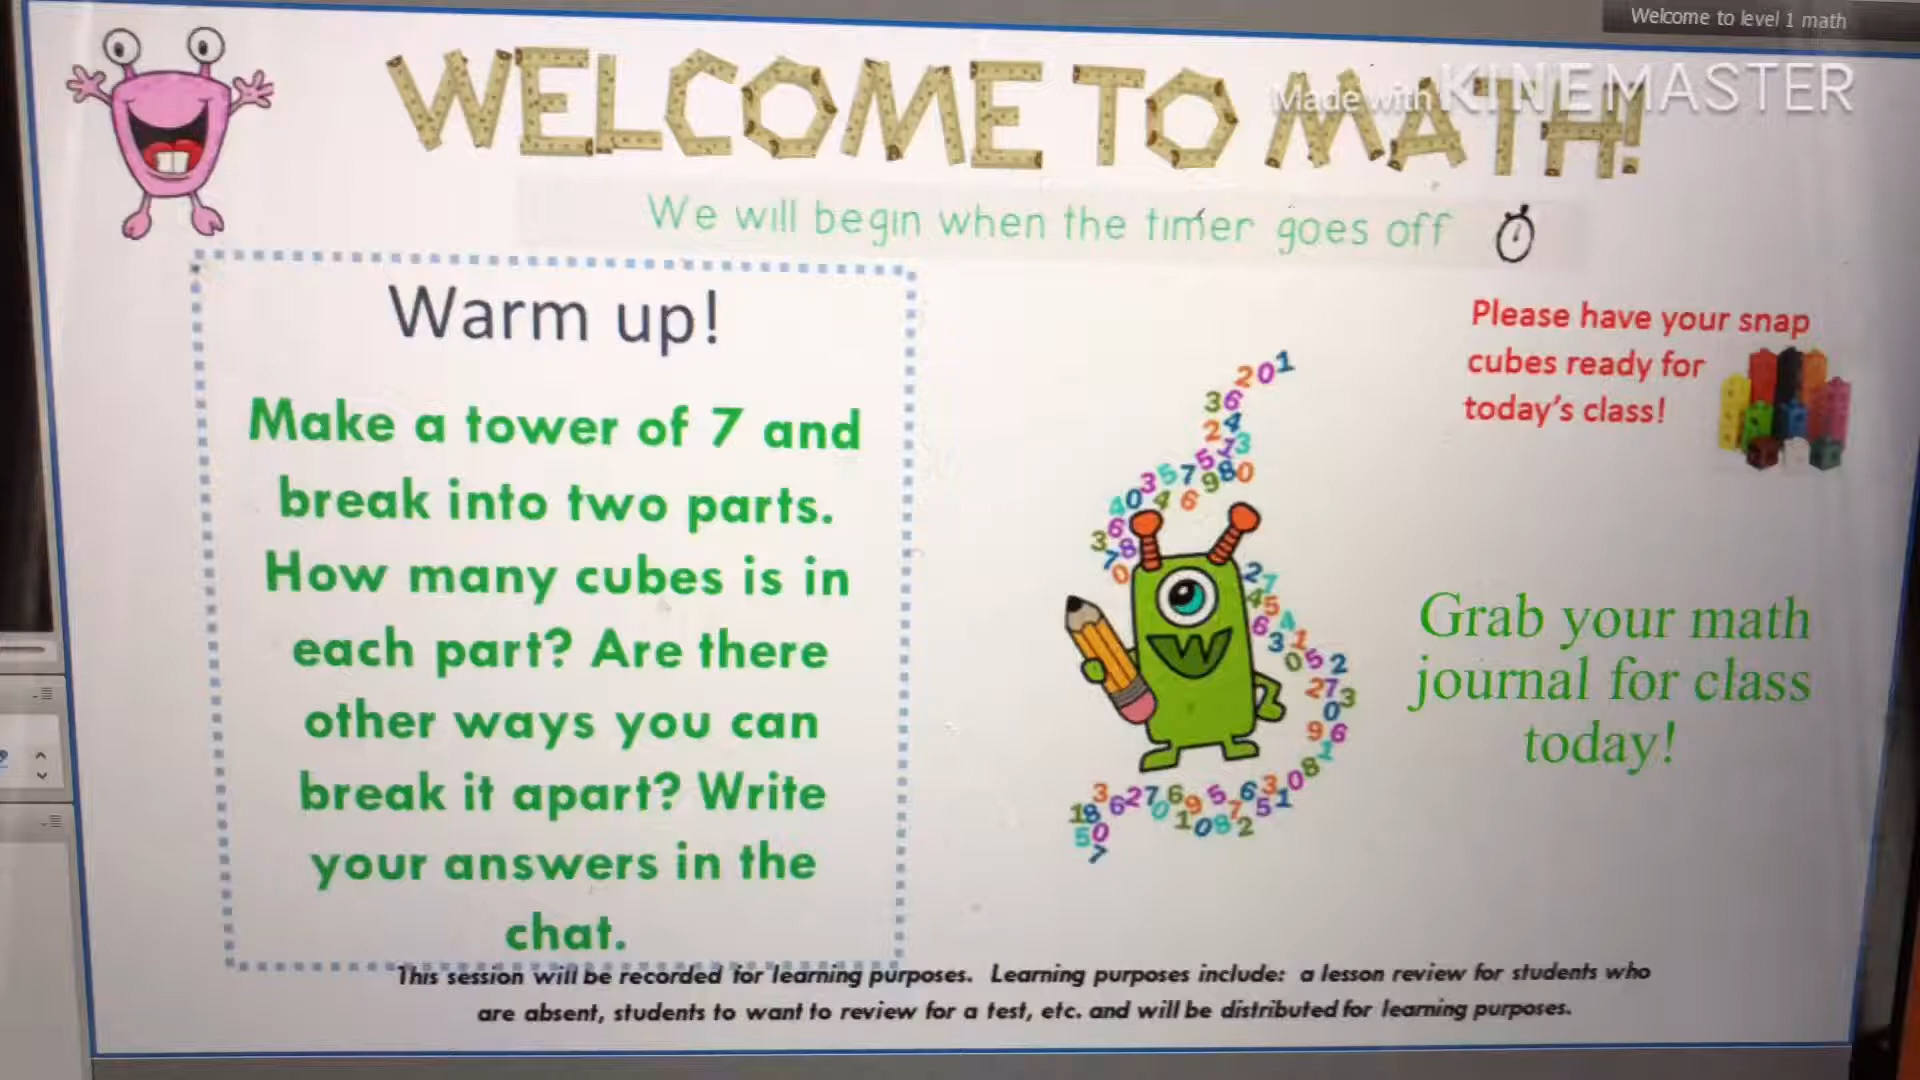 Welcome to level 1 math
WELCOME TO MATH!
Made with KINEMASTER
We will begin when the timer goes off
Warm up!
Make a tower of 7 and
break into two parts.
How many cubes is in
each part? Are there
other ways you can
break it apart? Write
your answers in the
chat.
Please have your snap
cubes ready for
today's class!
Grab your math
journal for class
today!
This session will be recorded for learning purposes. Learning purposes include: a lesson review for students who
are absent, students to want to review for a test, etc. and will be distributed for learning purposes.